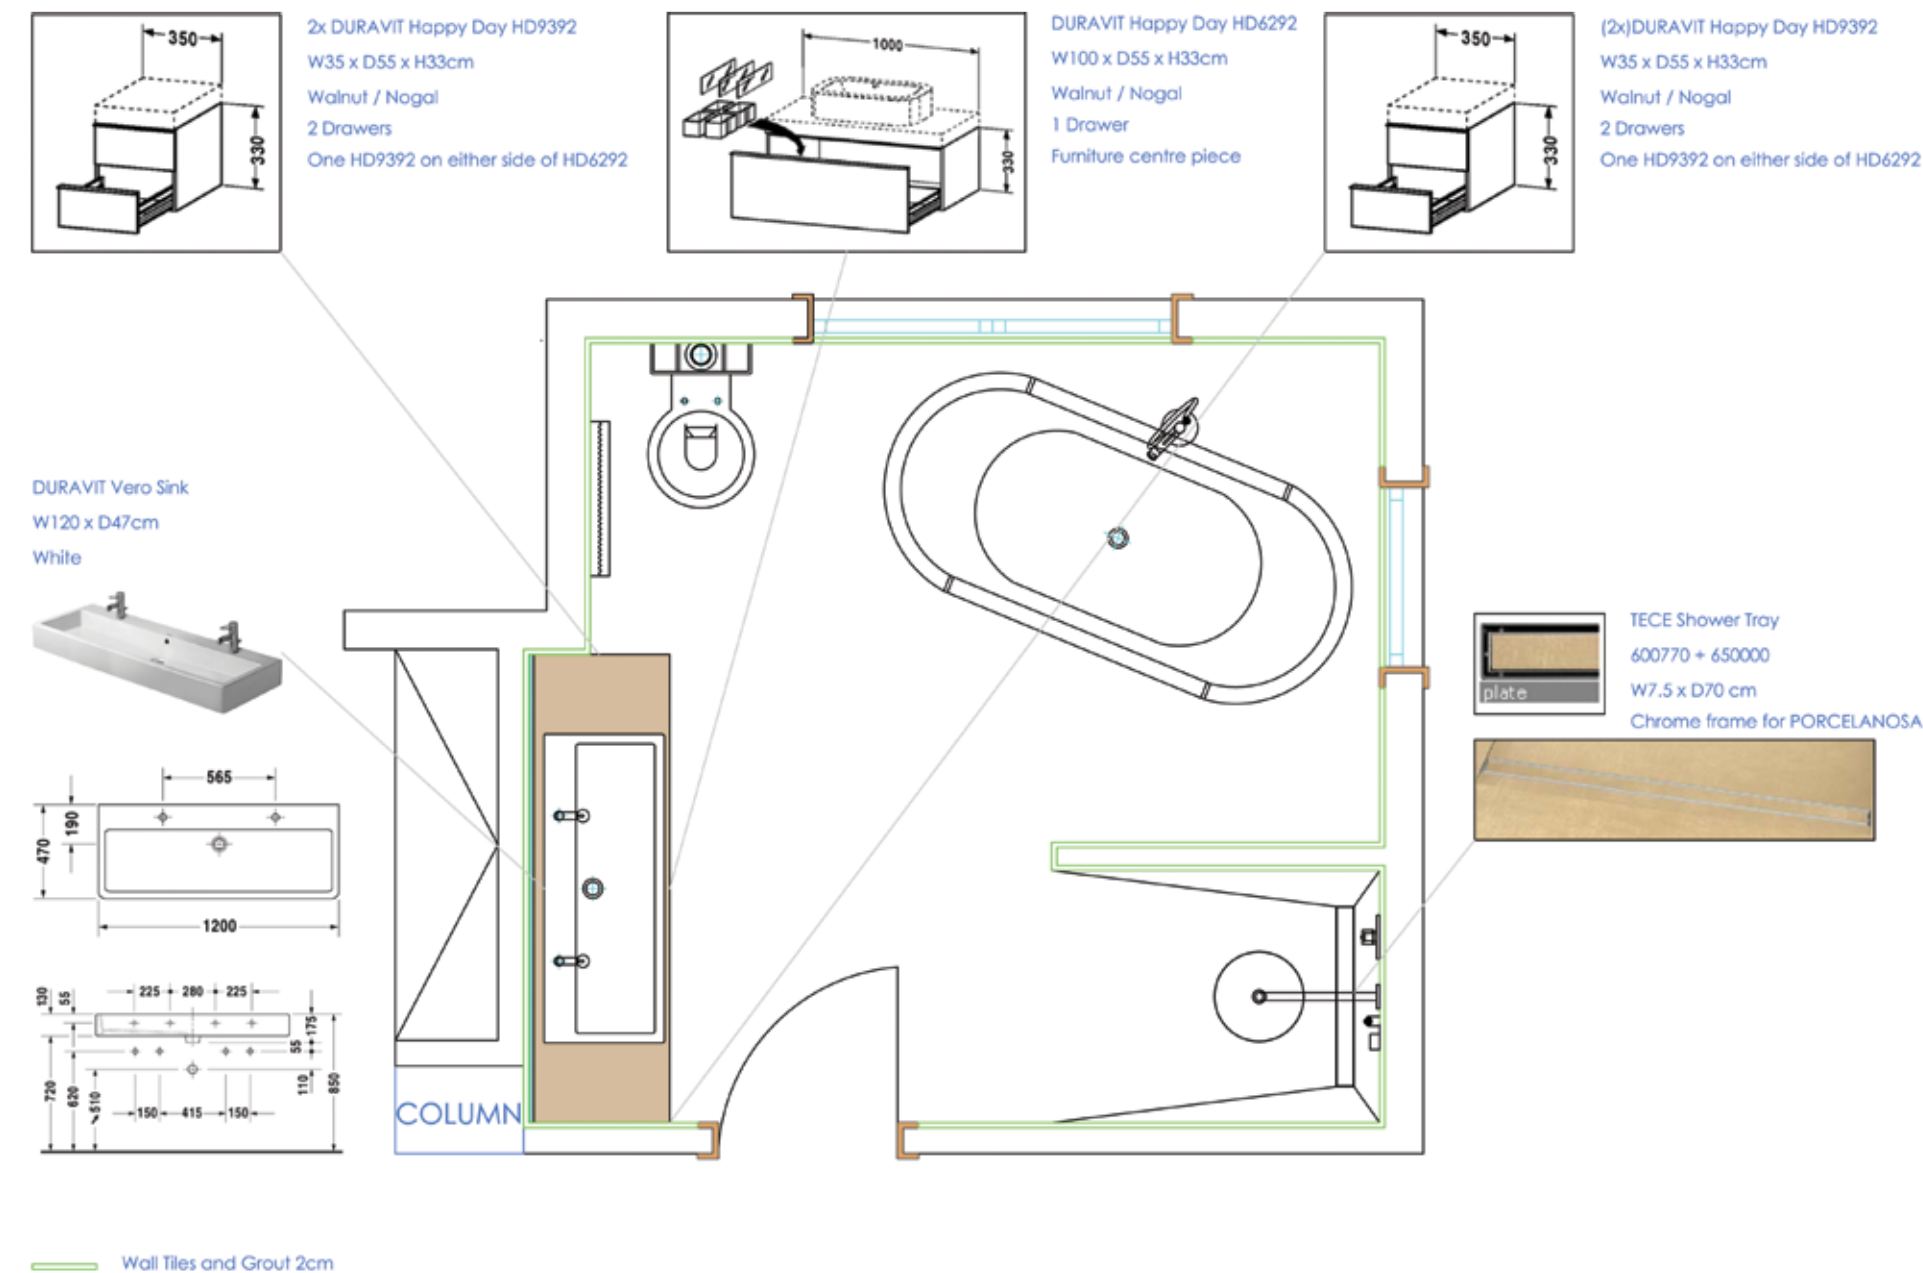 350
330
2x DURAVIT Happy Day HD9392
W35 x D55 x H33cm
Walnut / Nogal
2 Drawers
One HD9392 on either side of HD6292
1000
330
DURAVIT Happy Day HD6292
W100 x D55 x H33cm
Walnut / Nogal
1 Drawer
Furniture centre piece
350
330
(2x)DURAVIT Happy Day HD9392
W35 x D55 x H33cm
Walnut / Nogal
2 Drawers
One HD9392 on either side of HD6292
DURAVIT Vero Sink
W120 x D47cm
White
565
190
470
1200
225 280 225
130
55
175
55
110
850
720
620
510
150 415 150
COLUMN
plate
TECE Shower Tray
600770 + 650000
W7.5 x D70 cm
Chrome frame for PORCELANOSA
Wall Tiles and Grout 2cm